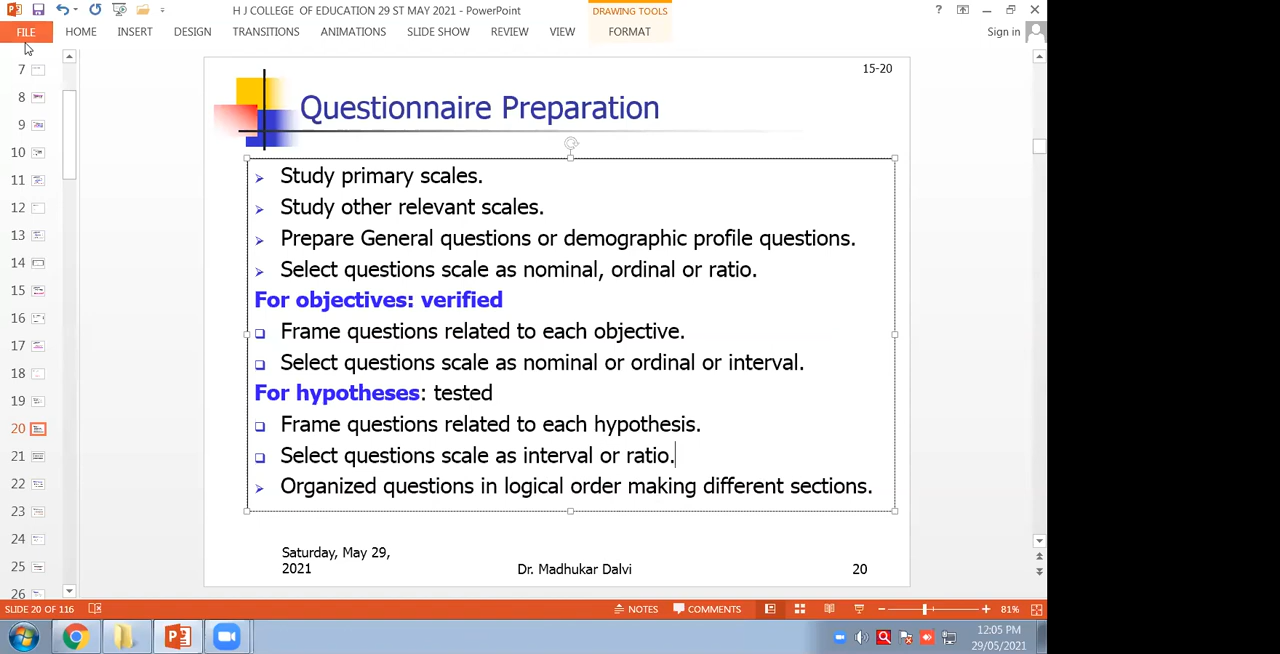 H J COLLEGE OF EDUCATION 29 ST MAY 2021 - PowerPoint
DRAWING TOOLS
?
FILE HOME INSERT DESIGN TRANSITIONS ANIMATIONS SLIDE SHOW REVIEW VIEW FORMAT Sign in
7
8
9
10
11
12
13
14
15
16
17
18
19
20
21
22
23
24
25
26
15-20
Questionnaire Preparation
Study primary scales.
Study other relevant scales.
Prepare General questions or demographic profile questions.
Select questions scale as nominal, ordinal or ratio.
For objectives: verified
Frame questions related to each objective.
Select questions scale as nominal or ordinal or interval.
For hypotheses: tested
Frame questions related to each hypothesis.
Select questions scale as interval or ratio.
Organized questions in logical order making different sections.
Saturday, May 29,
2021
Dr. Madhukar Dalvi
20
SLIDE 20 OF 116 NOTES COMMENTS 81%
12:05 PM
29/05/2021